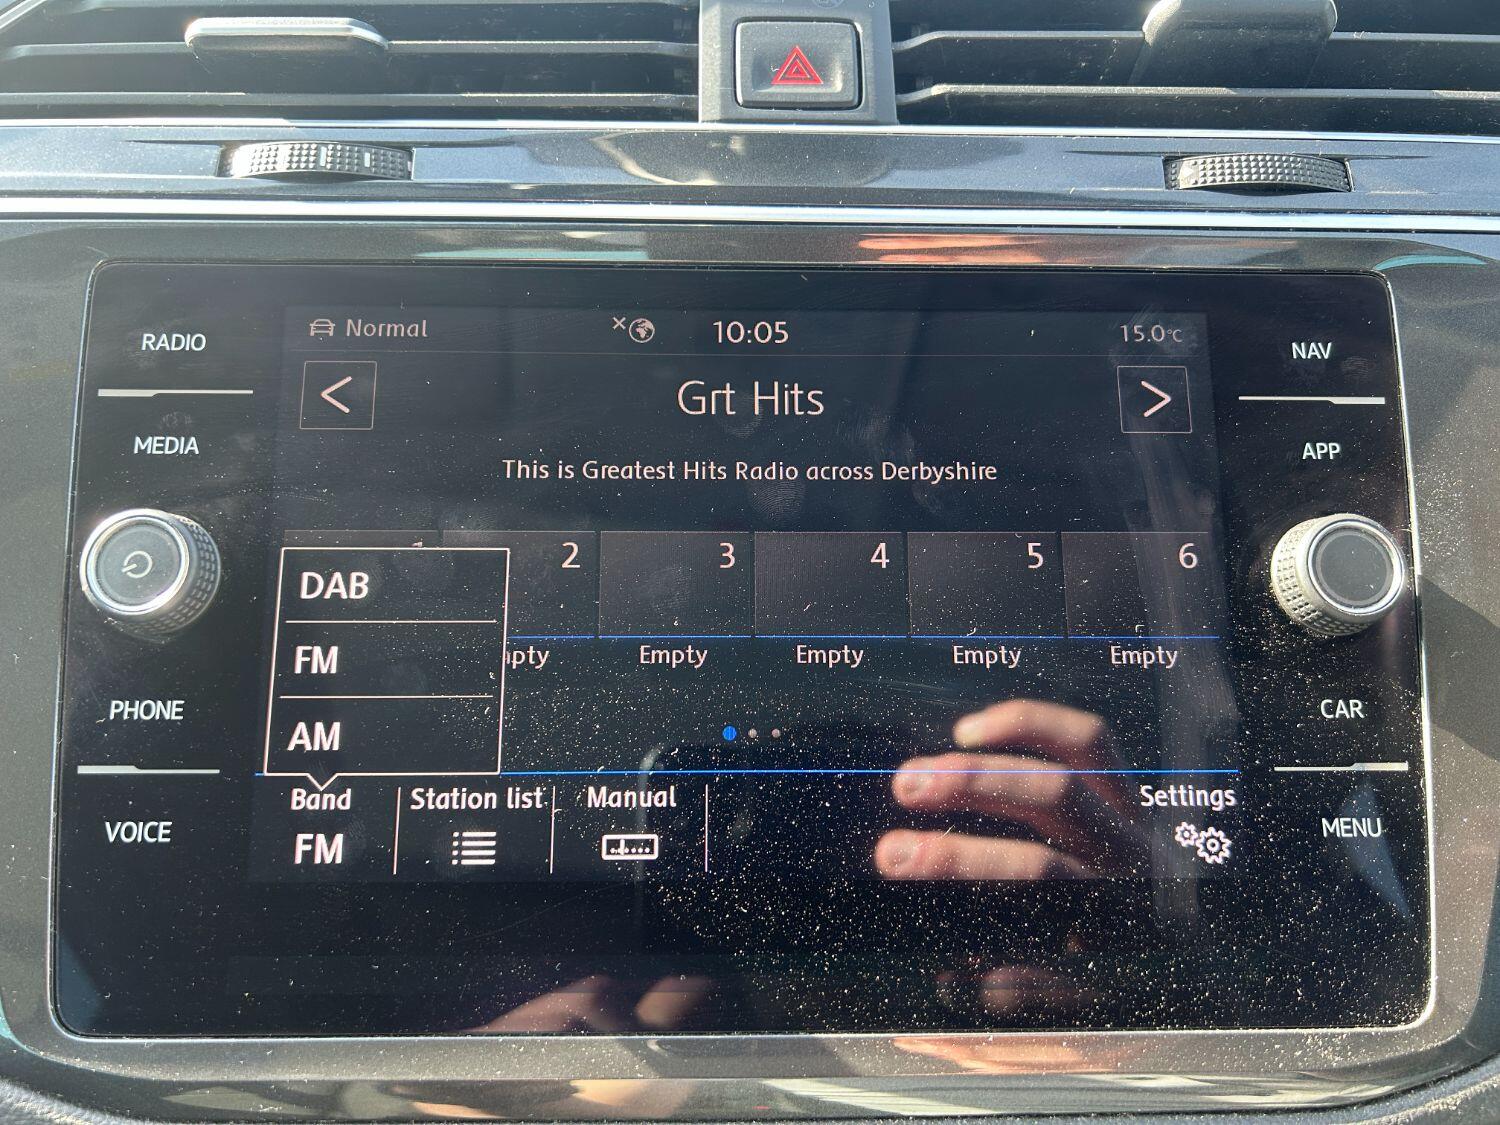 RADIO
MEDIA
PHONE
VOICE
Normal
10:05
15.0°C
Grt Hits
This is Greatest Hits Radio across Derbyshire
2 3 4 5 6
Empty Empty Empty Empty
DAB
FM
AM
Band
FM
Station list
Manual
Settings
NAV
APP
CAR
MENU